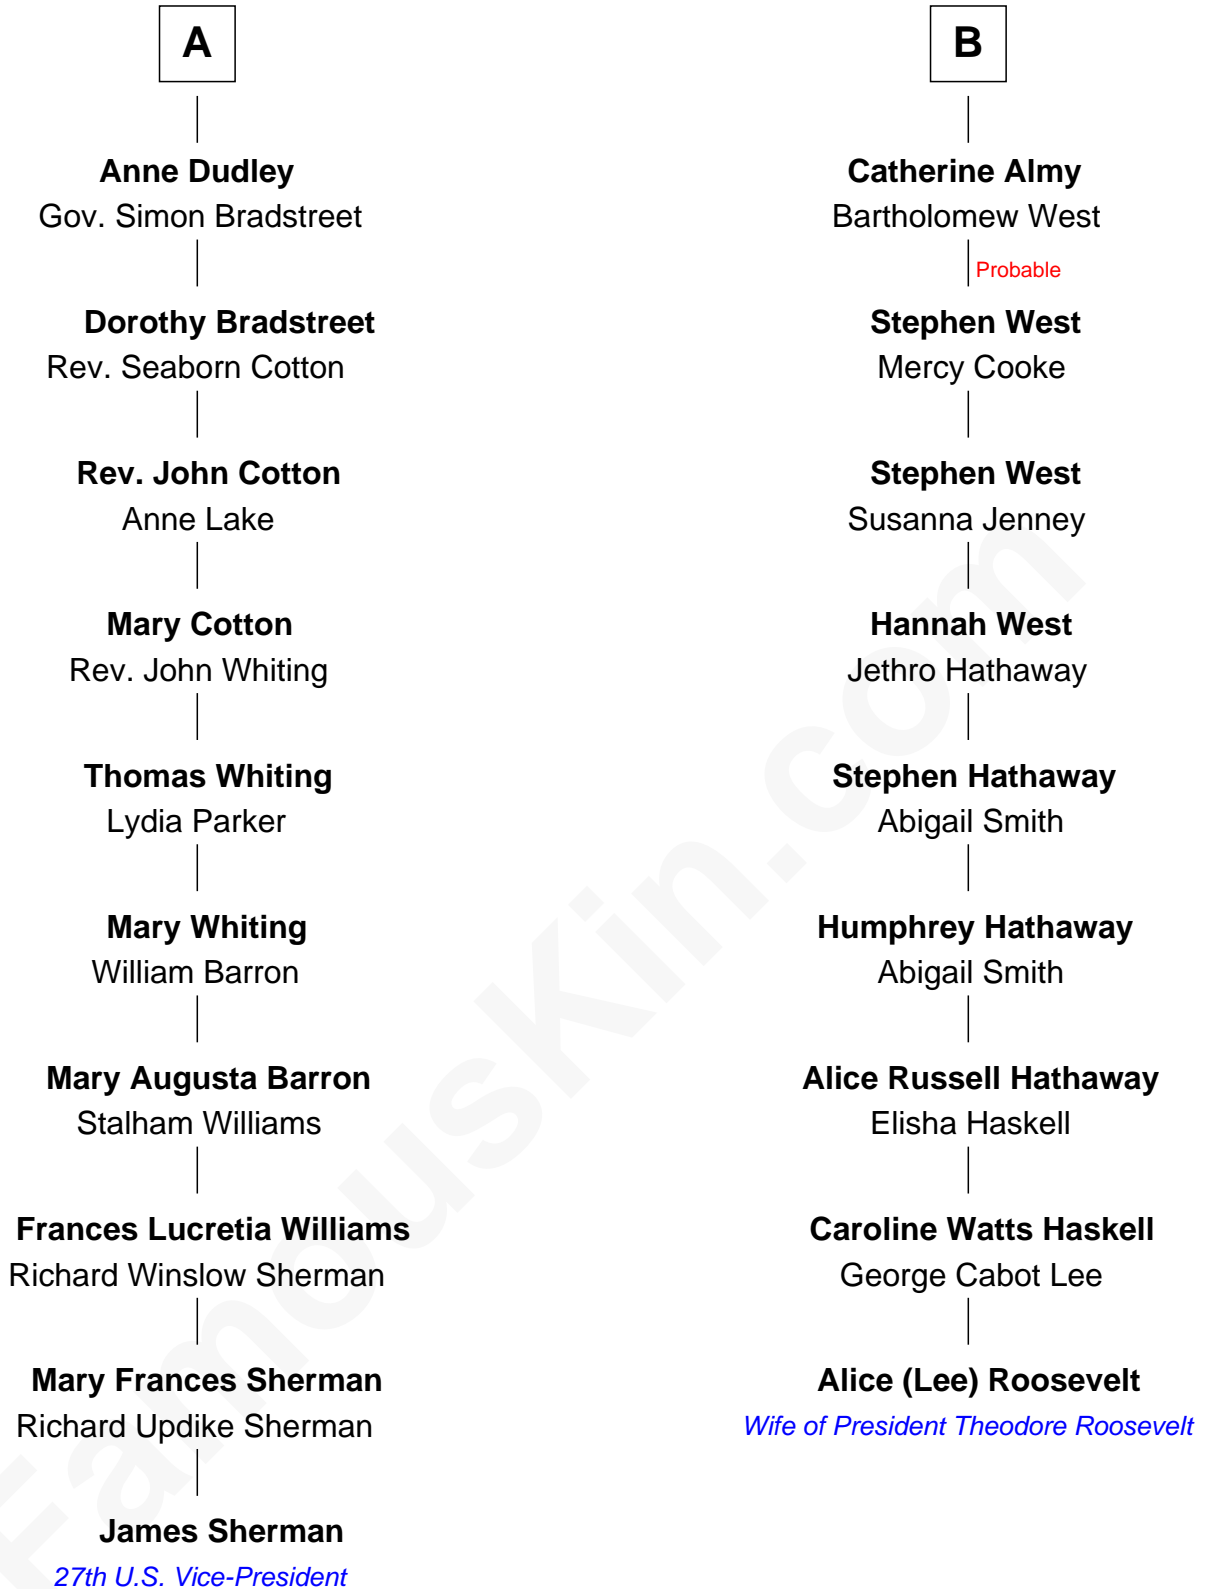 A
Anne Dudley
Gov. Simon Bradstreet
Dorothy Bradstreet
Rev. Seaborn Cotton
Rev. John Cotton
Anne Lake
Mary Cotton
Rev. John Whiting
Thomas Whiting
Lydia Parker
Mary Whiting
William Barron
Mary Augusta Barron
Stalham Williams
Frances Lucretia Williams
Richard Winslow Sherman
Mary Frances Sherman
Richard Updike Sherman
James Sherman
27th U.S. Vice-President
B
Catherine Almy
Bartholomew West
Probable
Stephen West
Mercy Cooke
Stephen West
Susanna Jenney
Hannah West
Jethro Hathaway
Stephen Hathaway
Abigail Smith
Humphrey Hathaway
Abigail Smith
Alice Russell Hathaway
Elisha Haskell
Caroline Watts Haskell
George Cabot Lee
Alice (Lee) Roosevelt
Wife of President Theodore Roosevelt
FamousKin.com